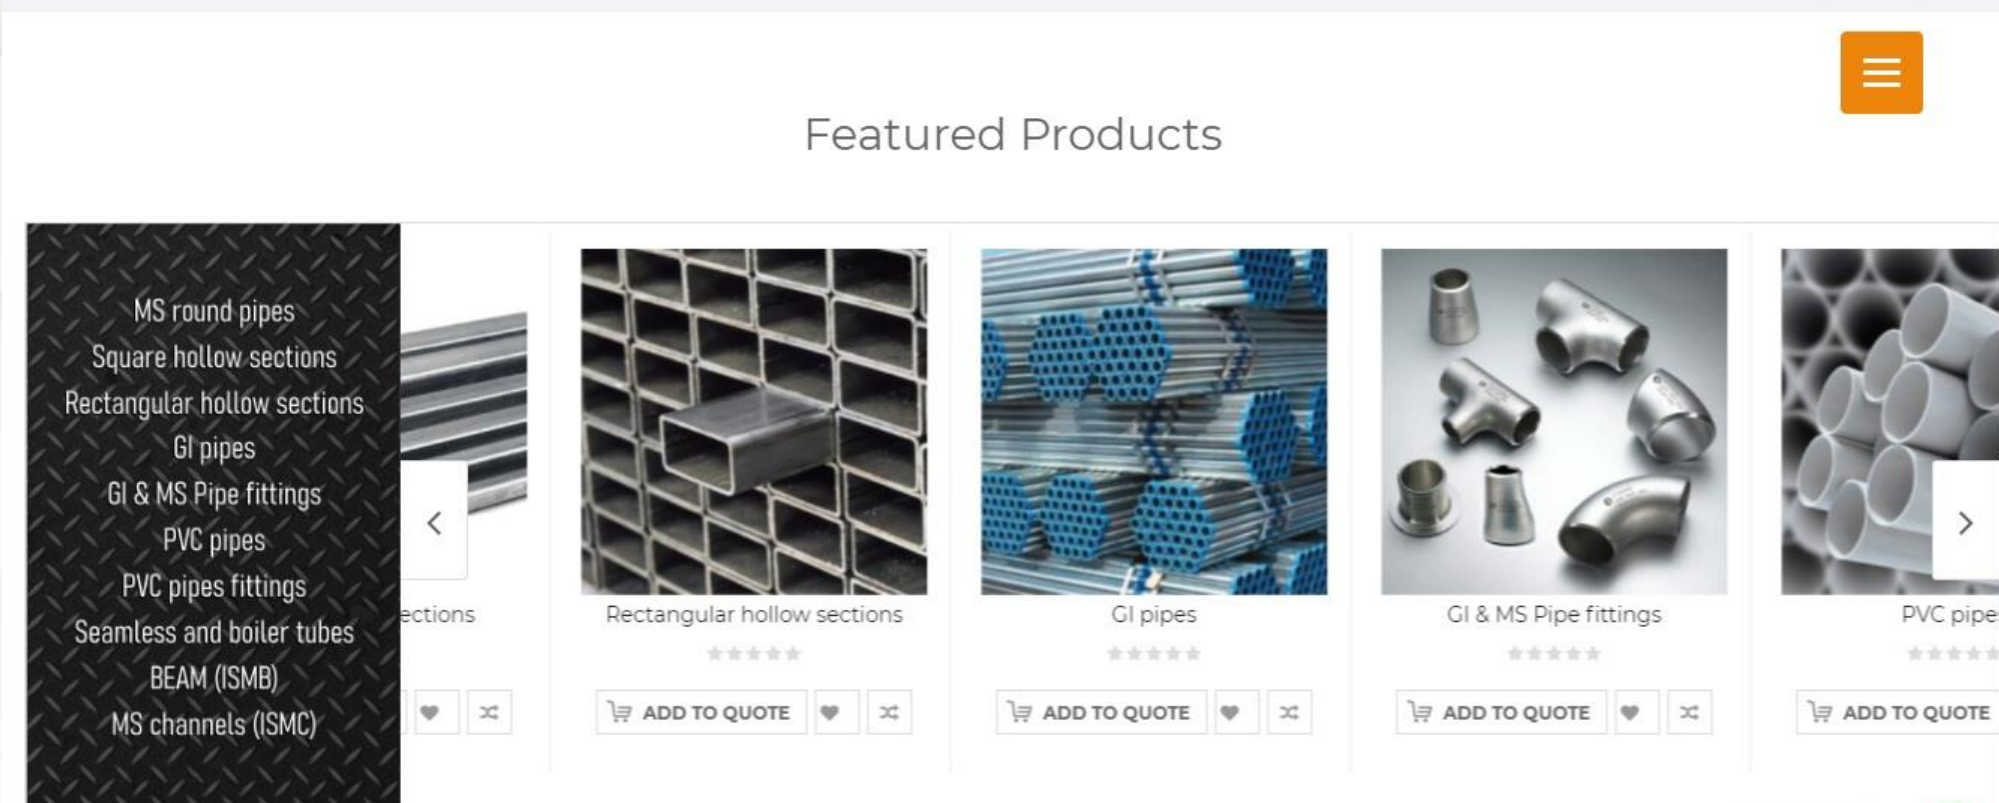 Featured Products
MS round pipes
Square hollow sections
Rectangular hollow sections
GI pipes
GI & MS Pipe fittings
PVC pipes
PVC pipes fittings
Seamless and boiler tubes
BEAM (ISMB)
MS channels (ISMC)
ections
Rectangular hollow sections
ADD TO QUOTE
GI pipes
ADD TO QUOTE
GI & MS Pipe fittings
ADD TO QUOTE
PVC pipe
ADD TO QUOTE